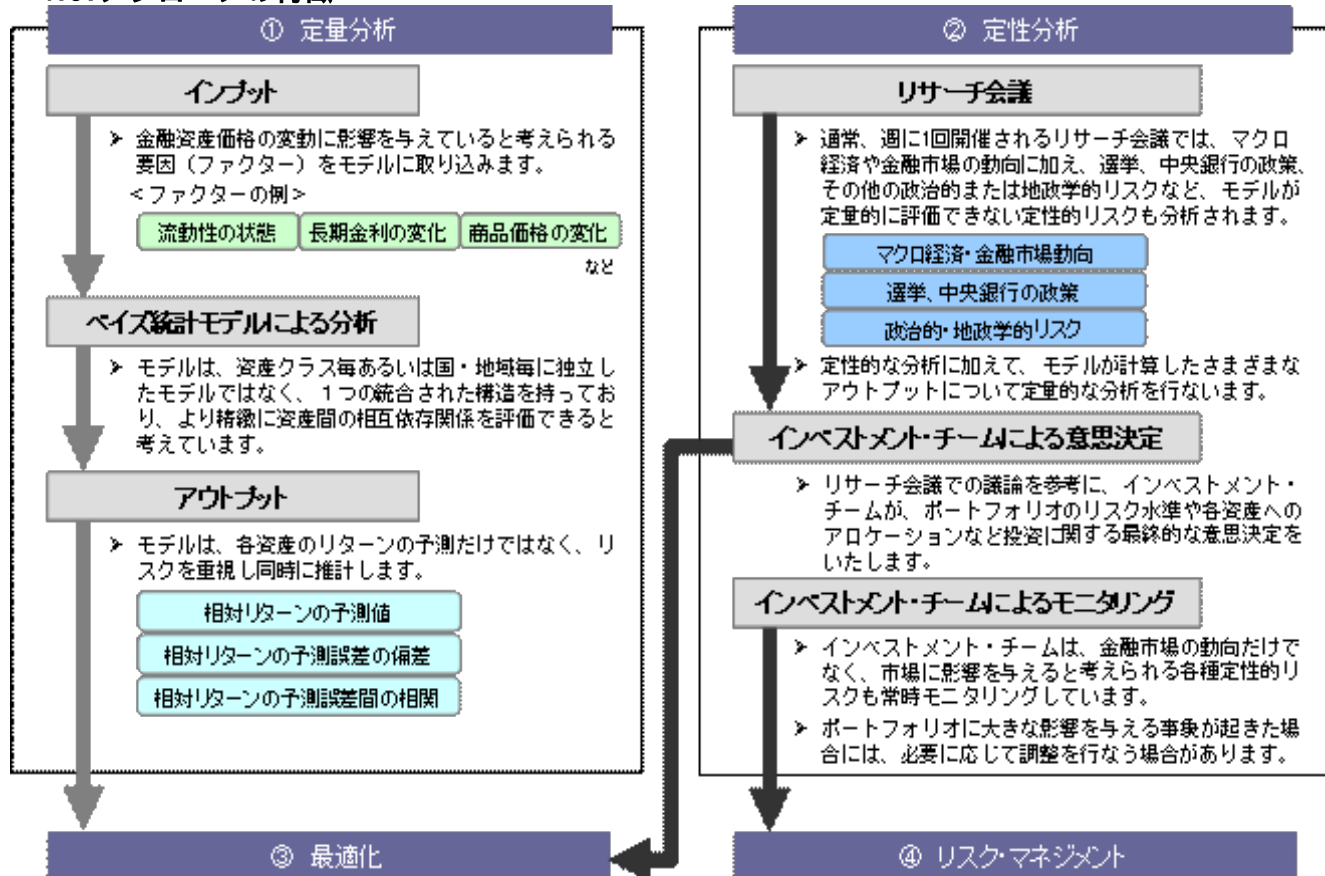 ① 定量分析
インプット
➤ 金融資産価格の変動に影響を与えていると考えられる
要因（ファクター）をモデルに取り込みます。
＜ファクターの例＞
流動性の状態 長期金利の変化 商品価格の変化
など
ベイズ統計モデルによる分析
➤ モデルは、資産クラス毎あるいは国・地域毎に独立し
たモデルではなく、１つの統合された構造を持ってお
り、より精緻に資産間の相互依存関係を評価できると
考えています。
アウトプット
➤ モデルは、各資産のリターンの予測だけではなく、リ
スクを重視し同時に推計します。
相対リターンの予測値
相対リターンの予測誤差の偏差
相対リターンの予測誤差間の相関
③ 最適化
② 定性分析
リサーチ会議
➤ 通常、週に1回開催されるリサーチ会議では、マクロ
経済や金融市場の動向に加え、選挙、中央銀行の政策、
その他の政治的または地政学的リスクなど、モデルが
定量的に評価できない定性的リスクも分析されます。
マクロ経済・金融市場動向
選挙、中央銀行の政策
政治的・地政学的リスク
➤ 定性的な分析に加えて、モデルが計算したさまざまな
アウトプットについて定量的な分析を行ないます。
インベストメント・チームによる意思決定
➤ リサーチ会議での議論を参考に、インベストメント・
チームが、ポートフォリオのリスク水準や各資産への
アロケーションなど投資に関する最終的な意思決定を
いたします。
インベストメント・チームによるモニタリング
➤ インベストメント・チームは、金融市場の動向だけで
なく、市場に影響を与えると考えられる各種定性的リ
スクも常時モニタリングしています。
➤ ポートフォリオに大きな影響を与える事象が起きた場
合には、必要に応じて調整を行なう場合があります。
④ リスク・マネジメント